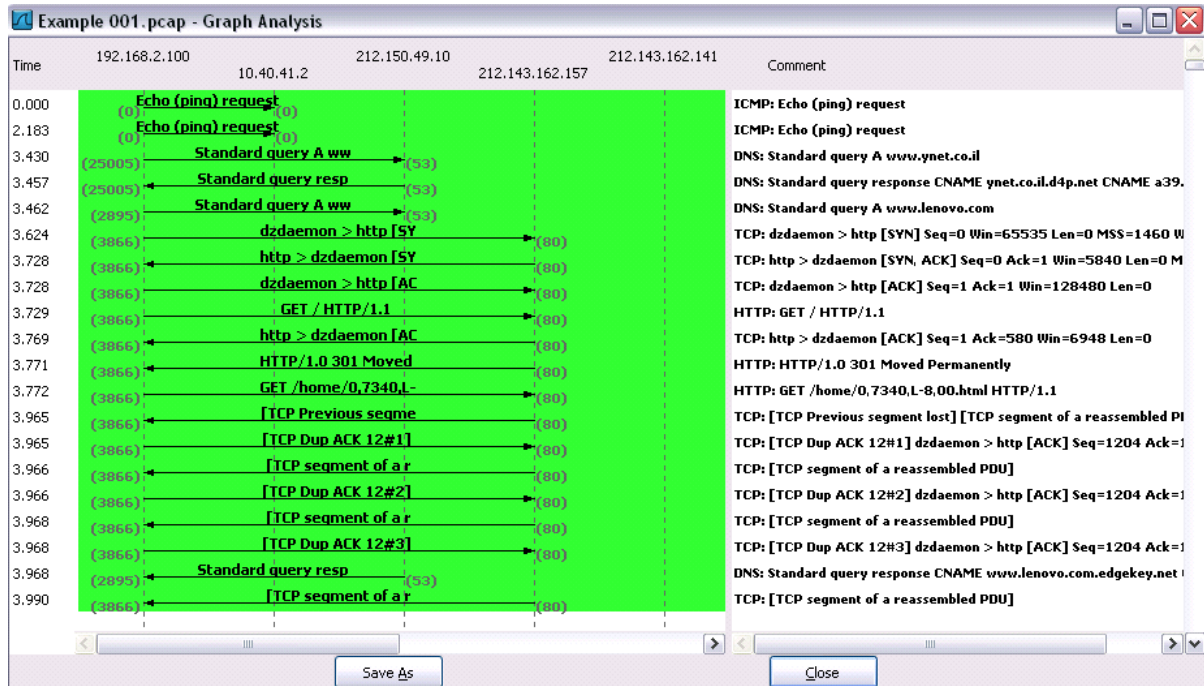 Example 001.pcap - Graph Analysis
Time 192.168.2.100 10.40.41.2 212.150.49.10 212.143.162.157 212.143.162.141 Comment
0.000 Echo (ping) request (0) (0) ICMP: Echo (ping) request
2.183 Echo (ping) request (0) (0) ICMP: Echo (ping) request
3.430 Standard query A ww (25005) (53) DNS: Standard query A www.ynet.co.il
3.457 Standard query resp (25005) (53) DNS: Standard query response CNAME ynet.co.il.d4p.net CNAME a39.
3.462 Standard query A ww (2895) (53) DNS: Standard query A www.lenovo.com
3.624 dzdaemon > http [SY (3866) (80) TCP: dzdaemon > http [SYN] Seq=0 Win=65535 Len=0 MSS=1460 W
3.728 http > dzdaemon [SY (3866) (80) TCP: http > dzdaemon [SYN, ACK] Seq=0 Ack=1 Win=5840 Len=0 M
3.728 dzdaemon > http [AC (3866) (80) TCP: dzdaemon > http [ACK] Seq=1 Ack=1 Win=128480 Len=0
3.729 GET / HTTP/1.1 (3866) (80) HTTP: GET / HTTP/1.1
3.769 http > dzdaemon [AC (3866) (80) TCP: http > dzdaemon [ACK] Seq=1 Ack=580 Win=6948 Len=0
3.771 HTTP/1.0 301 Moved (3866) (80) HTTP: HTTP/1.0 301 Moved Permanently
3.772 GET /home/0,7340,L- (3866) (80) HTTP: GET /home/0,7340,L-8,00.html HTTP/1.1
3.965 [TCP Previous segme (3866) (80) TCP: [TCP Previous segment lost] [TCP segment of a reassembled PD
3.965 [TCP Dup ACK 12#1] (3866) (80) TCP: [TCP Dup ACK 12#1] dzdaemon > http [ACK] Seq=1204 Ack=1
3.966 [TCP segment of a r (3866) (80) TCP: [TCP segment of a reassembled PDU]
3.966 [TCP Dup ACK 12#2] (3866) (80) TCP: [TCP Dup ACK 12#2] dzdaemon > http [ACK] Seq=1204 Ack=1
3.968 [TCP segment of a r (3866) (80) TCP: [TCP segment of a reassembled PDU]
3.968 [TCP Dup ACK 12#3] (3866) (80) TCP: [TCP Dup ACK 12#3] dzdaemon > http [ACK] Seq=1204 Ack=1
3.968 Standard query resp (2895) (53) DNS: Standard query response CNAME www.lenovo.com.edgekey.net
3.990 [TCP segment of a r (3866) (80) TCP: [TCP segment of a reassembled PDU]
Save As Close